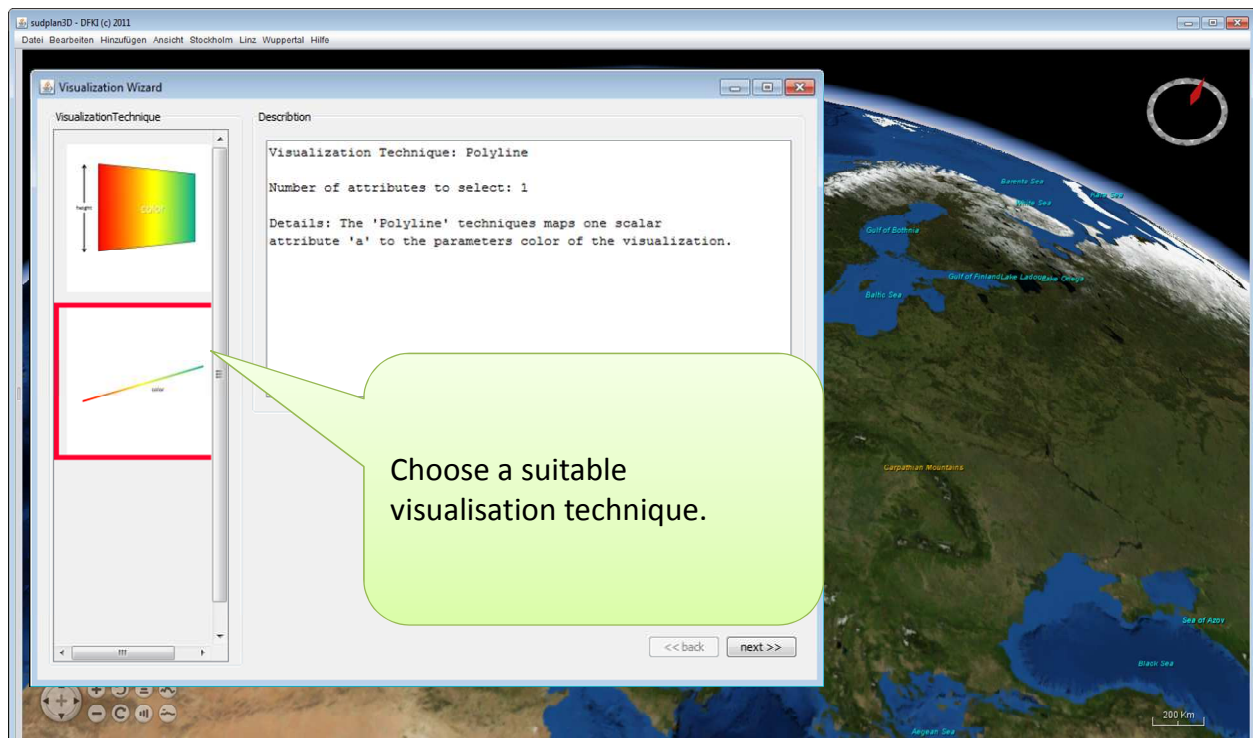 sudplan3D - DFKI (c) 2011
Datei Bearbeiten Hinzufügen Ansicht Stockholm Linz Wuppertal Hilfe
Visualization Wizard
VisualizationTechnique
Describtion
height
color
color
Visualization Technique: Polyline
Number of attributes to select: 1
Details: The 'Polyline' techniques maps one scalar
attribute 'a' to the parameters color of the visualization.
Choose a suitable
visualisation technique.
<< back
next >>
Barents Sea
White Sea
Kara Sea
Gulf of Bothnia
Gulf of Finland
Lake Ladoga
Lake Onega
Baltic Sea
Carpathian Mountains
Sea of Azov
Black Sea
200 Km
Aegean Sea